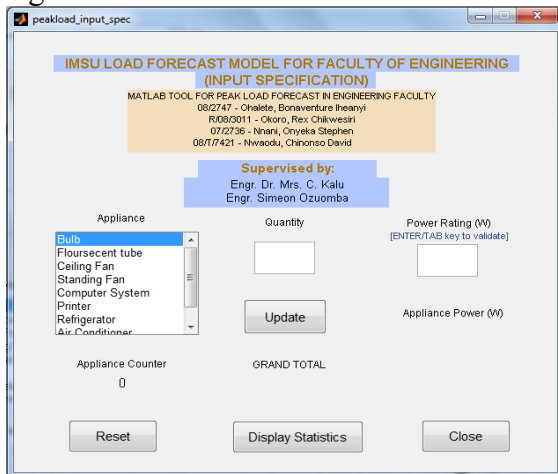 peakload_input_spec
IMSU LOAD FORECAST MODEL FOR FACULTY OF ENGINEERING
(INPUT SPECIFICATION)
MATLAB TOOL FOR PEAK LOAD FORECAST IN ENGINEERING FACULTY
08/2747 - Ohalete, Bonaventure Iheanyi
R/08/3011 - Okoro, Rex Chikwesiri
07/2736 - Nnani, Onyeka Stephen
08/T/7421 - Nwaodu, Chinonso David
Supervised by:
Engr. Dr. Mrs. C. Kalu
Engr. Simeon Ozuomba
Appliance
Bulb
Floursecent tube
Ceiling Fan
Standing Fan
Computer System
Printer
Refrigerator
Air Conditioner
Quantity
Power Rating (W)
[ENTER/TAB key to validate]
Update
Appliance Power (W)
Appliance Counter
0
GRAND TOTAL
Reset
Display Statistics
Close